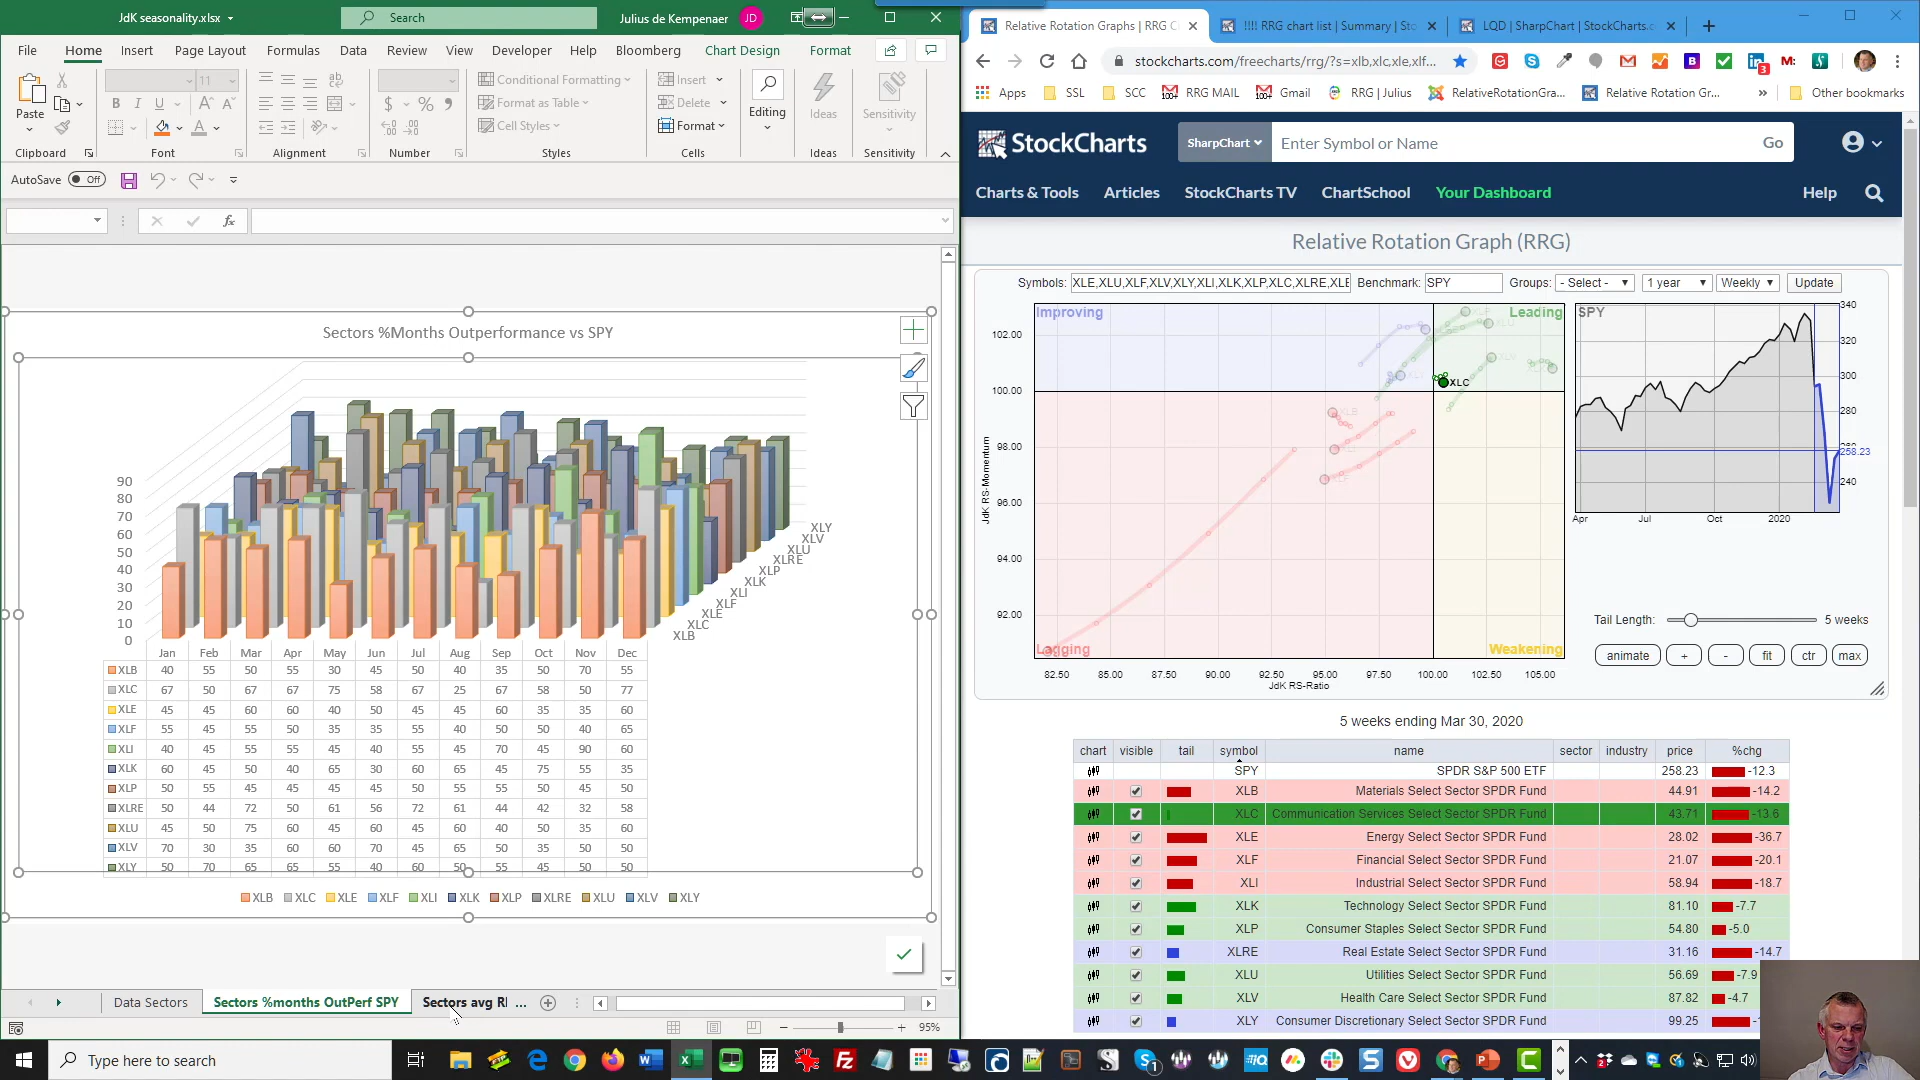 JdK seasonality.xlsx
Search
Julius de Kempenaer
JD
File Home Insert Page Layout Formulas Data Review View Developer Help Bloomberg Chart Design Format
Paste
11
Conditional Formatting
Format as Table
Cell Styles
Insert
Delete
Format
Editing
Ideas
Sensitivity
Clipboard Font Alignment Number Styles Cells Ideas Sensitivity
AutoSave Off
Sectors %Months Outperformance vs SPY
90
80
70
60
50
40
30
20
10
0
XLY
XLV
XLU
XLRE
XLP
XLK
XLI
XLF
XLE
XLC
XLB
Jan Feb Mar Apr May Jun Jul Aug Sep Oct Nov Dec
XLB 40 55 50 55 30 45 50 40 35 50 70 55
XLC 67 50 67 67 75 58 67 25 67 58 50 77
XLE 45 45 60 60 40 50 45 45 60 35 35 60
XLF 55 45 50 50 35 35 55 40 50 50 40 65
XLI 40 45 55 55 45 40 55 45 70 45 90 60
XLK 60 45 50 40 65 30 60 65 45 75 55 35
XLP 50 55 45 45 45 45 50 55 55 50 45 50
XLRE 50 44 72 50 61 56 72 61 44 42 32 58
XLU 45 50 75 60 45 60 45 60 40 50 35 60
XLV 70 30 35 60 60 70 45 65 50 35 50 50
XLY 50 70 65 65 55 40 60 50 55 45 50 50
XLB XLC XLE XLF XLI XLK XLP XLRE XLU XLV XLY
Data Sectors Sectors %months OutPerf SPY Sectors avg R ...
95%
Type here to search
Relative Rotation Graphs | RRG C
!!!! RRG chart list | Summary | Sto
LQD | SharpChart | StockCharts.c
stockcharts.com/freecharts/rrg/?s=xlb,xlc,xle,xlf...
Apps SSL SCC RRG MAIL Gmail RRG | Julius RelativeRotationGra... Relative Rotation Gr... » Other bookmarks
StockCharts
SharpChart
Enter Symbol or Name
Go
Charts & Tools Articles StockCharts TV ChartSchool Your Dashboard Help
Relative Rotation Graph (RRG)
Symbols: XLE,XLU,XLF,XLV,XLY,XLI,XLK,XLP,XLC,XLRE,XLB Benchmark: SPY Groups: - Select - 1 year Weekly Update
Improving
Leading
Lagging
Weakening
XLC
XLB
102.00
100.00
98.00
96.00
94.00
92.00
JdK RS-Momentum
82.50 85.00 87.50 90.00 92.50 95.00 97.50 100.00 102.50 105.00
JdK RS-Ratio
SPY
340
320
300
280
260
258.23
240
Apr Jul Oct 2020
Tail Length: 5 weeks
animate + - fit ctr max
5 weeks ending Mar 30, 2020
chart visible tail symbol name sector industry price %chg
SPY SPDR S&P 500 ETF 258.23 -12.3
XLB Materials Select Sector SPDR Fund 44.91 -14.2
XLC Communication Services Select Sector SPDR Fund 43.71 -13.6
XLE Energy Select Sector SPDR Fund 28.02 -36.7
XLF Financial Select Sector SPDR Fund 21.07 -20.1
XLI Industrial Select Sector SPDR Fund 58.94 -18.7
XLK Technology Select Sector SPDR Fund 81.10 -7.7
XLP Consumer Staples Select Sector SPDR Fund 54.80 -5.0
XLRE Real Estate Select Sector SPDR Fund 31.16 -14.7
XLU Utilities Select Sector SPDR Fund 56.69 -7.9
XLV Health Care Select Sector SPDR Fund 87.82 -4.7
XLY Consumer Discretionary Select Sector SPDR Fund 99.25